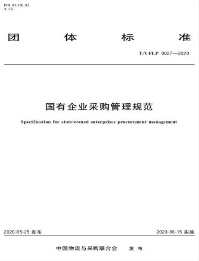 团体标准
T/CFLP 0027—2020
国有企业采购管理规范
Specification for state-owned enterprises procurement management
2020-05-25 发布
2020-06-15 实施
中国物流与采购联合会 发布